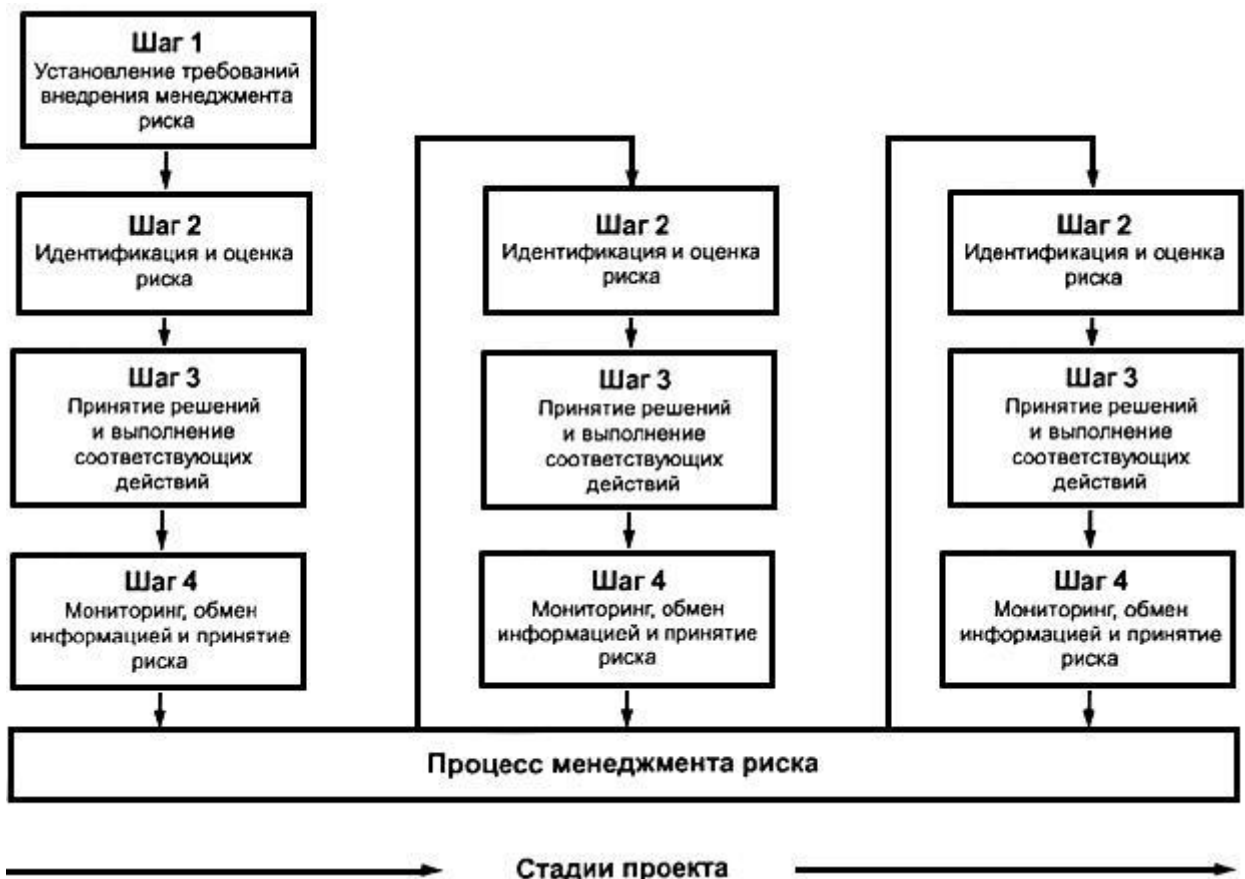 Шаг 1
Установление требований
внедрения менеджмента
риска
Шаг 2
Идентификация и оценка
риска
Шаг 3
Принятие решений
и выполнение
соответствующих
действий
Шаг 4
Мониторинг, обмен
информацией и принятие
риска
Шаг 2
Идентификация и оценка
риска
Шаг 3
Принятие решений
и выполнение
соответствующих
действий
Шаг 4
Мониторинг, обмен
информацией и принятие
риска
Шаг 2
Идентификация и оценка
риска
Шаг 3
Принятие решений
и выполнение
соответствующих
действий
Шаг 4
Мониторинг, обмен
информацией и принятие
риска
Процесс менеджмента риска
Стадии проекта